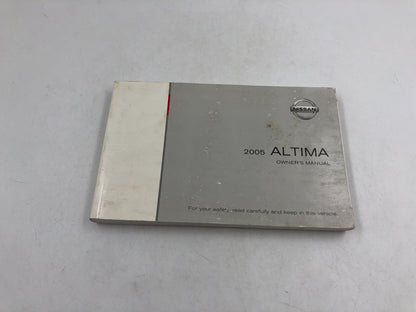 NISSAN
2005 ALTIMA
OWNER'S MANUAL
For your safety, read carefully and keep in this vehicle.